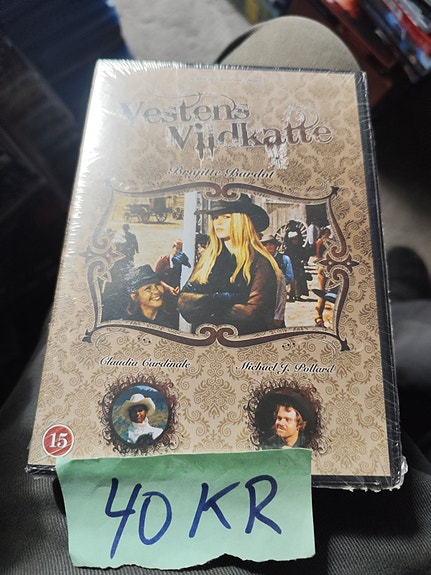 Vestens
Vildkatte
Brigitte Bardot
Claudia Cardinale Michael J. Pollard
15
40 KR